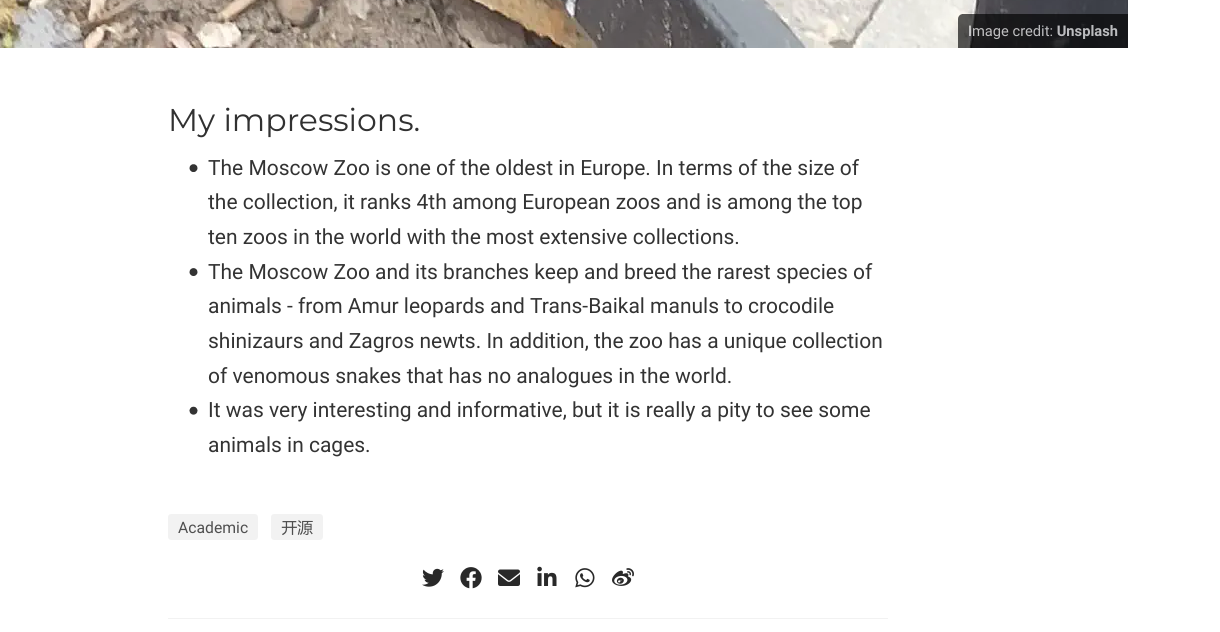 Image credit: Unsplash
My impressions.
The Moscow Zoo is one of the oldest in Europe. In terms of the size of
the collection, it ranks 4th among European zoos and is among the top
ten zoos in the world with the most extensive collections.
The Moscow Zoo and its branches keep and breed the rarest species of
animals - from Amur leopards and Trans-Baikal manuls to crocodile
shinizaurs and Zagros newts. In addition, the zoo has a unique collection
of venomous snakes that has no analogues in the world.
It was very interesting and informative, but it is really a pity to see some
animals in cages.
Academic 开源